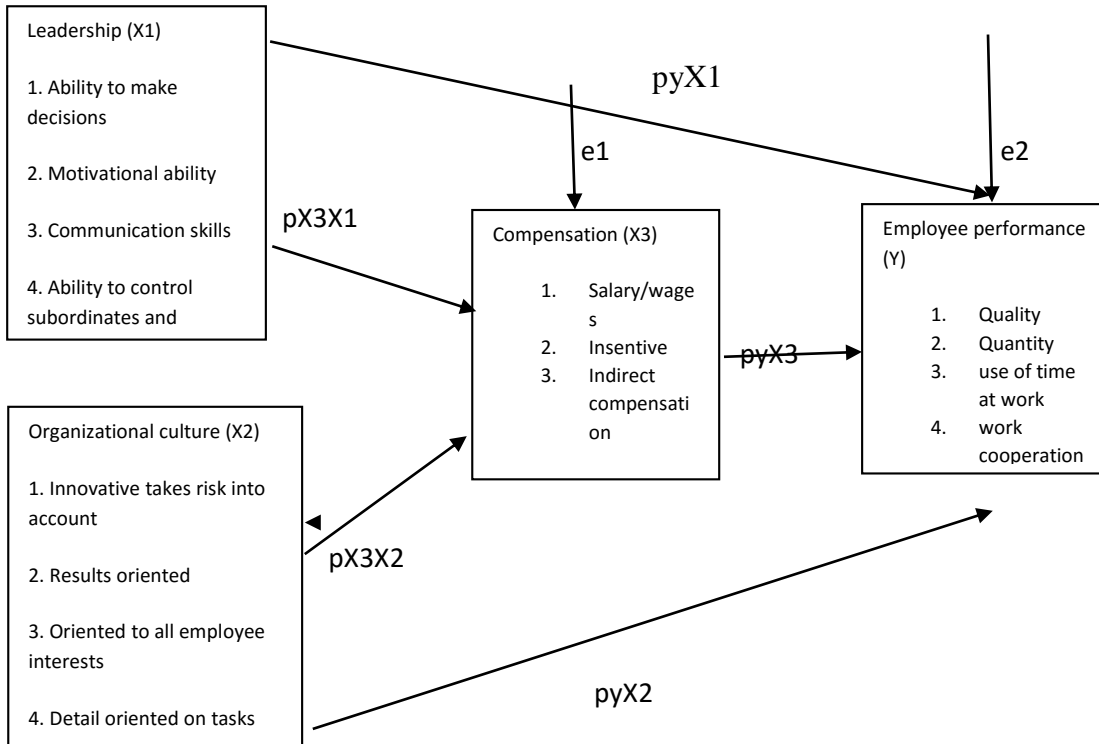 Leadership (X1)
1. Ability to make
decisions
2. Motivational ability
3. Communication skills
4. Ability to control
subordinates and
pyX1
e1
e2
pX3X1
Compensation (X3)
1. Salary/wage
s
2. Insentive
3. Indirect
compensati
on
pyX3
Employee performance
(Y)
1. Quality
2. Quantity
3. use of time
at work
4. work
cooperation
Organizational culture (X2)
1. Innovative takes risk into
account
2. Results oriented
3. Oriented to all employee
interests
4. Detail oriented on tasks
pX3X2
pyX2